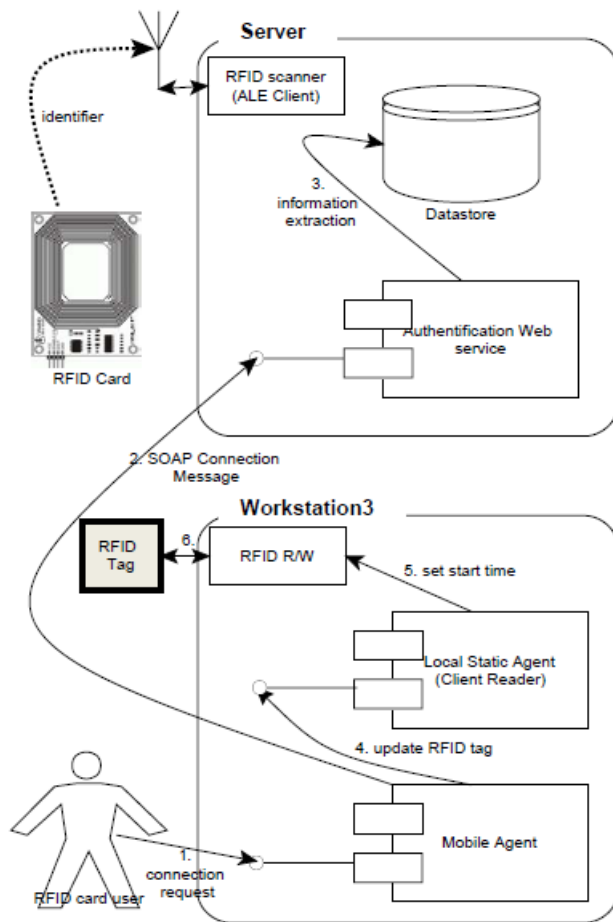 Server
RFID scanner
(ALE Client)
identifier
3.
information
extraction
Datastore
Authentification Web
service
RFID Card
2. SOAP Connection
Message
Workstation3
RFID
Tag
6.
RFID R/W
5. set start time
Local Static Agent
(Client Reader)
4. update RFID tag
Mobile Agent
1.
connection
request
RFID card user